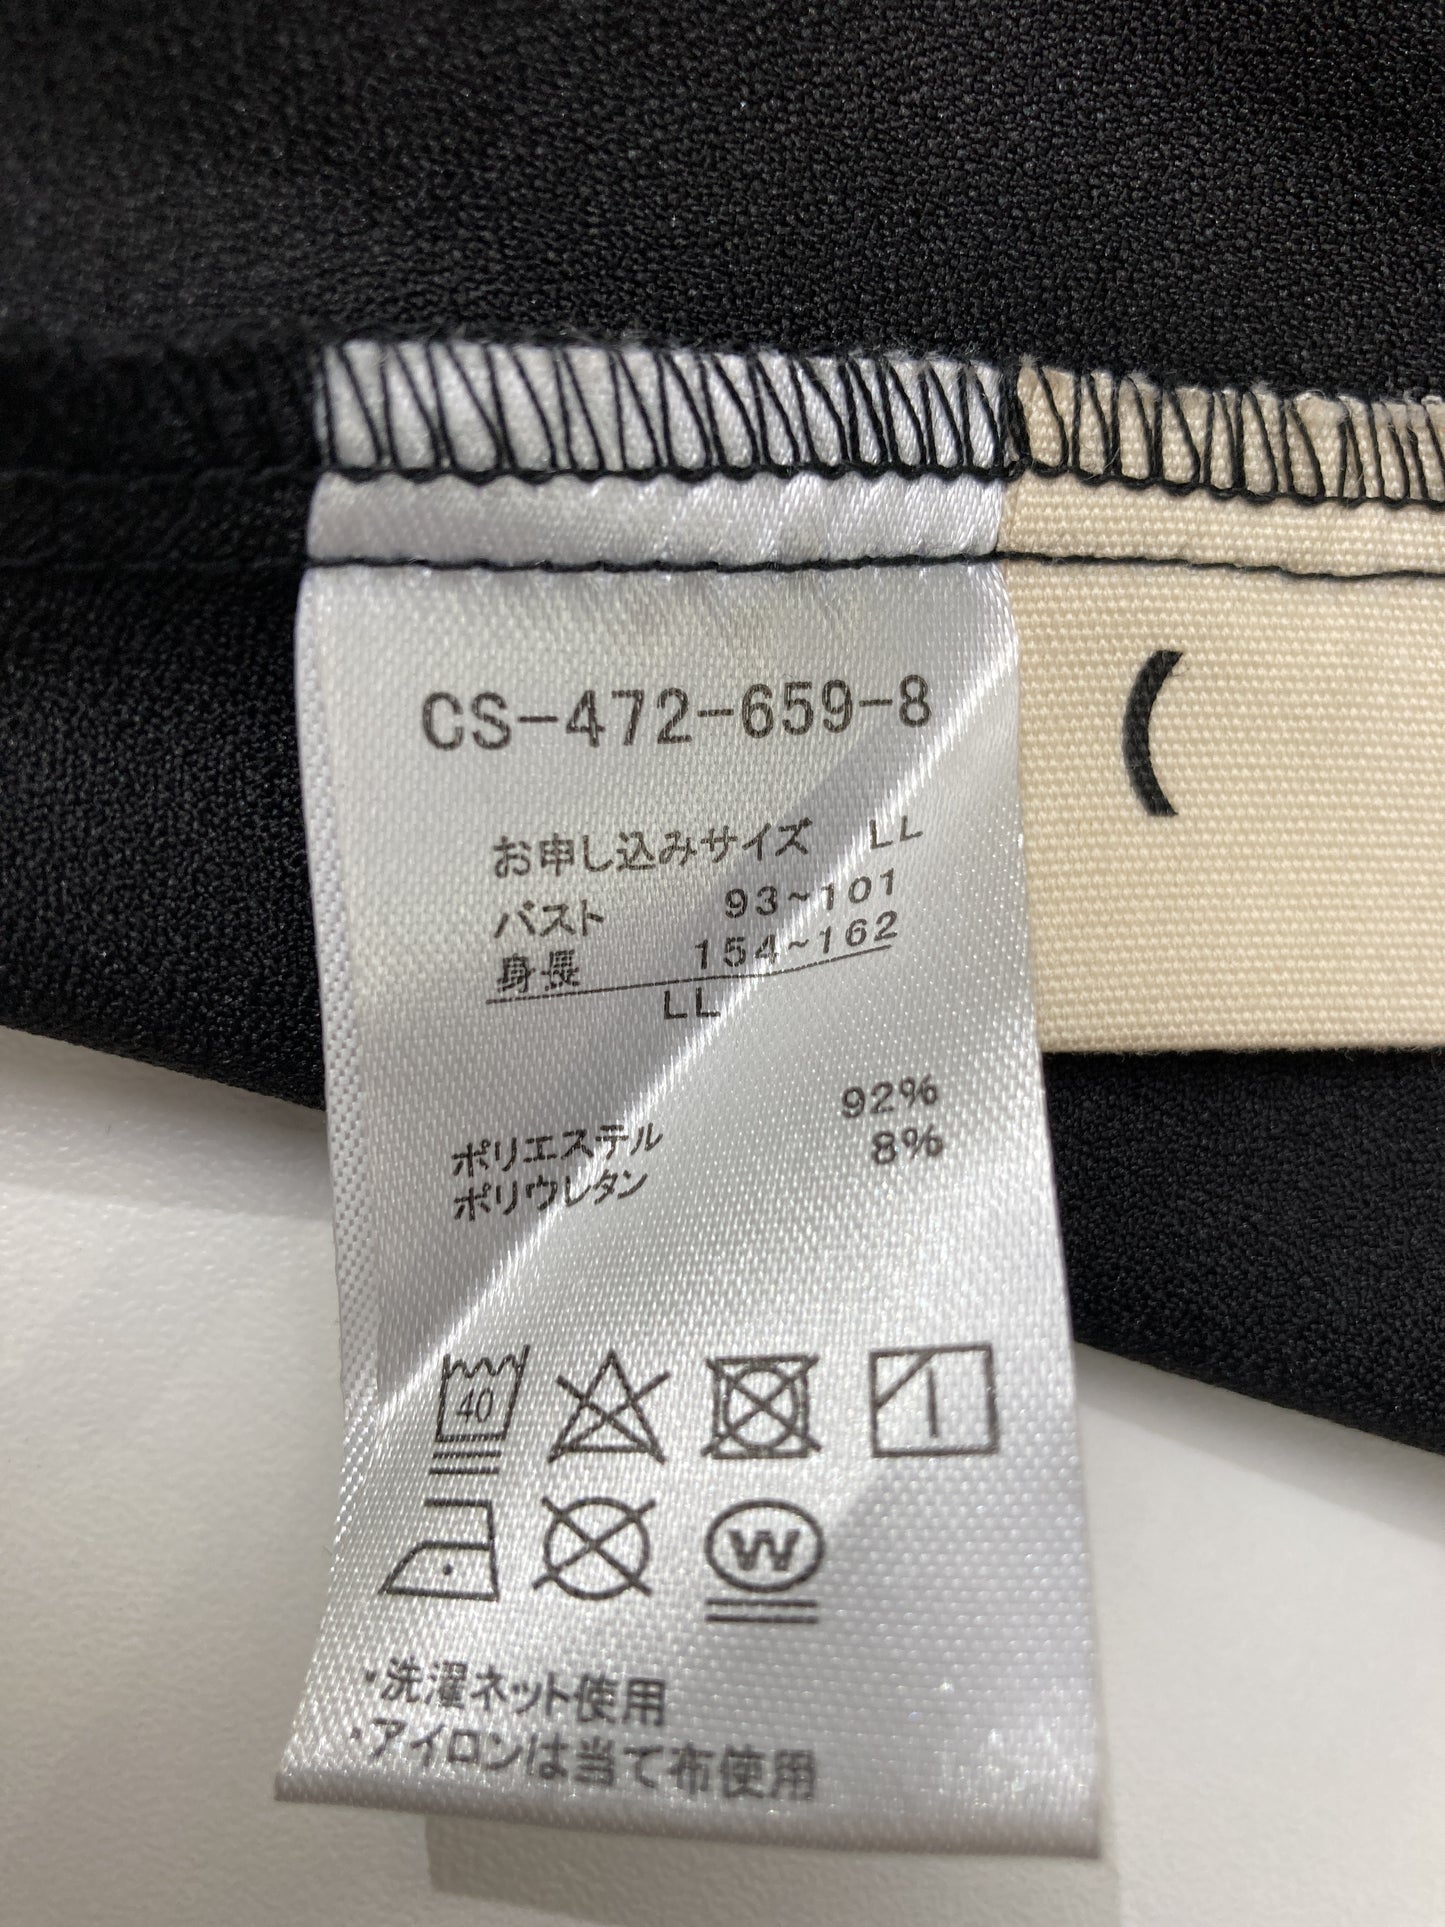 CS-472-659-8
(
お申し込みサイズ LL
バスト 93~101
身長 154~162
LL
ポリエステル 92%
ポリウレタン 8%
40
W
・洗濯ネット使用
・アイロンは当て布使用